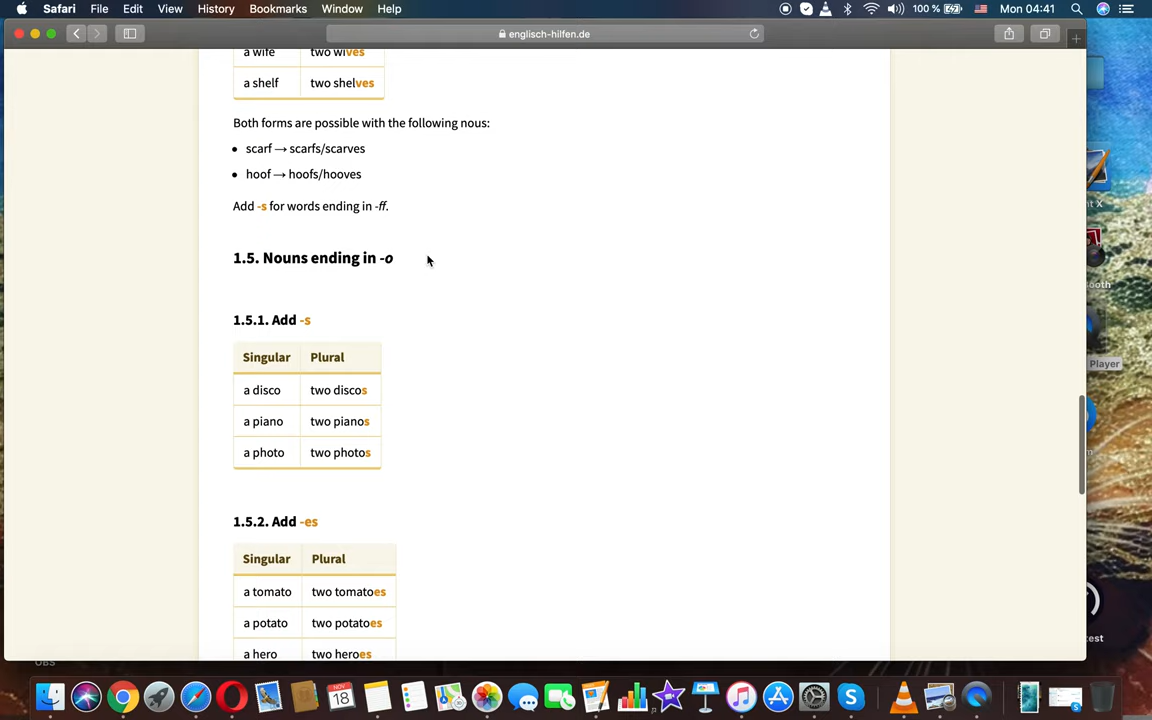 Safari File Edit View History Bookmarks Window Help 100 % Mon 04:41
englisch-hilfen.de
a wife two wives
a shelf two shelves
Both forms are possible with the following nous:
• scarf → scarfs/scarves
• hoof → hoofs/hooves
Add -s for words ending in -ff.
1.5. Nouns ending in -o
1.5.1. Add -s
Singular Plural
a disco two discos
a piano two pianos
a photo two photos
1.5.2. Add -es
Singular Plural
a tomato two tomatoes
a potato two potatoes
a hero two heroes
Player
OBS
NOV
18